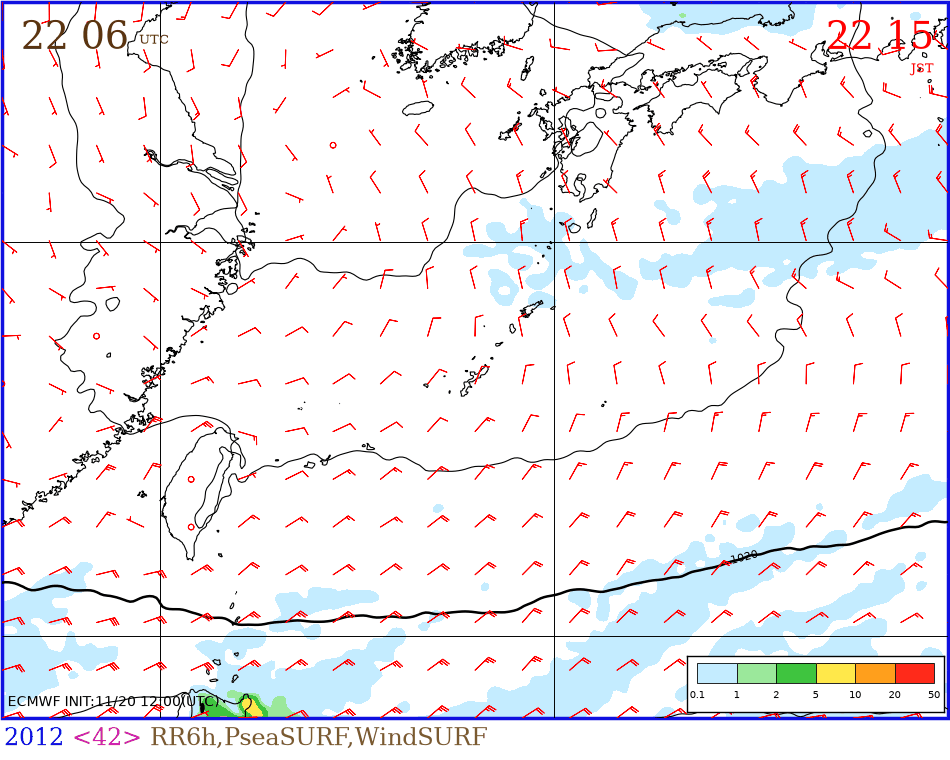 22 06 UTC
22 15
JST
1020
0.1 1 2 5 10 20 50
ECMWF INIT:11/20 12:00(UTC)
2012 <42> RR6h,PseaSURF,WindSURF